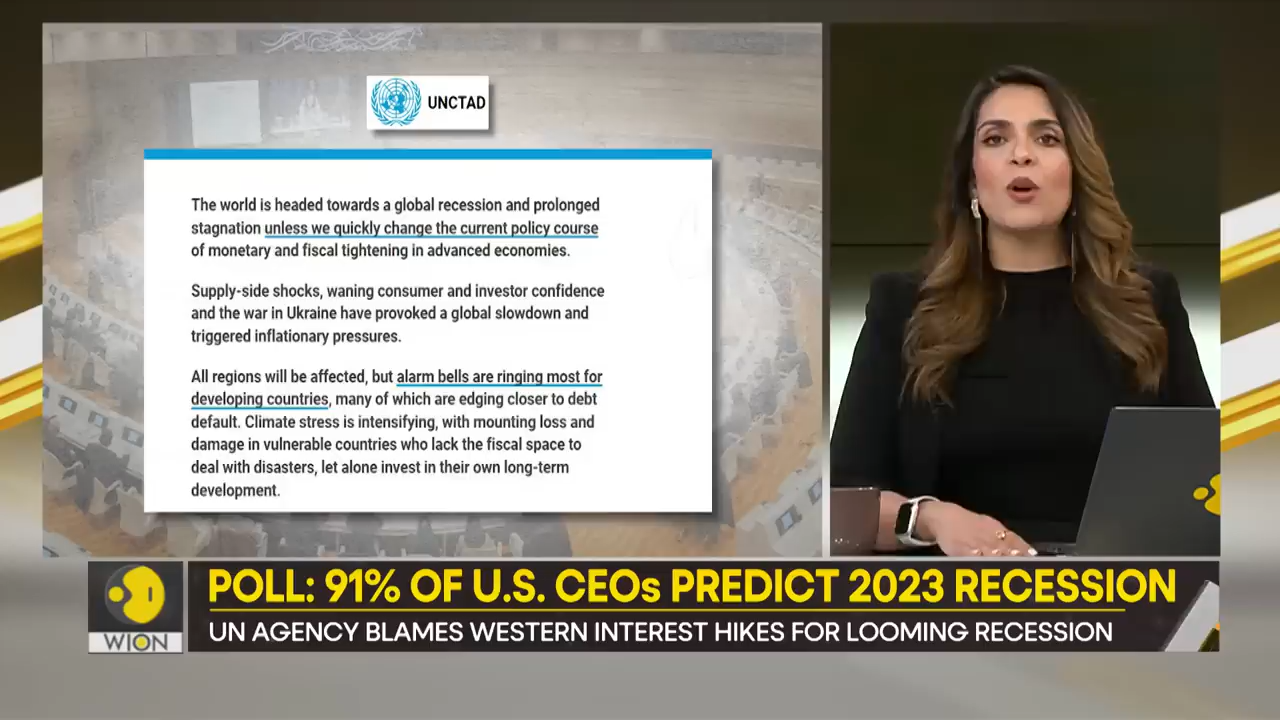 UNCTAD
The world is headed towards a global recession and prolonged
stagnation unless we quickly change the current policy course
of monetary and fiscal tightening in advanced economies.
Supply-side shocks, waning consumer and investor confidence
and the war in Ukraine have provoked a global slowdown and
triggered inflationary pressures.
All regions will be affected, but alarm bells are ringing most for
developing countries, many of which are edging closer to debt
default. Climate stress is intensifying, with mounting loss and
damage in vulnerable countries who lack the fiscal space to
deal with disasters, let alone invest in their own long-term
development.
POLL: 91% OF U.S. CEOs PREDICT 2023 RECESSION
UN AGENCY BLAMES WESTERN INTEREST HIKES FOR LOOMING RECESSION
WION